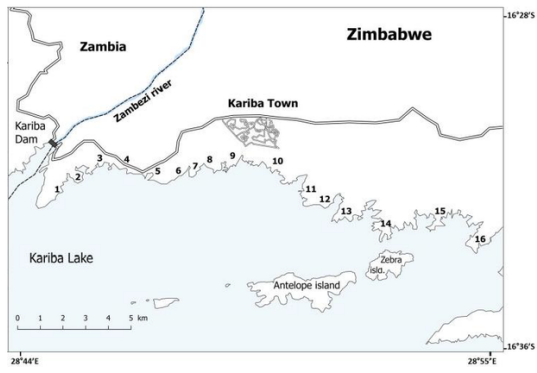 16°28'S
Zambia
Zimbabwe
Zambezi river
Kariba Town
Kariba
Dam
1
2
3
4
5
6
7
8
9
10
11
12
13
14
15
16
Kariba Lake
Zebra
isla.
Antelope island
0 1 2 3 4 5 km
16°36'S
28°44'E
28°55'E